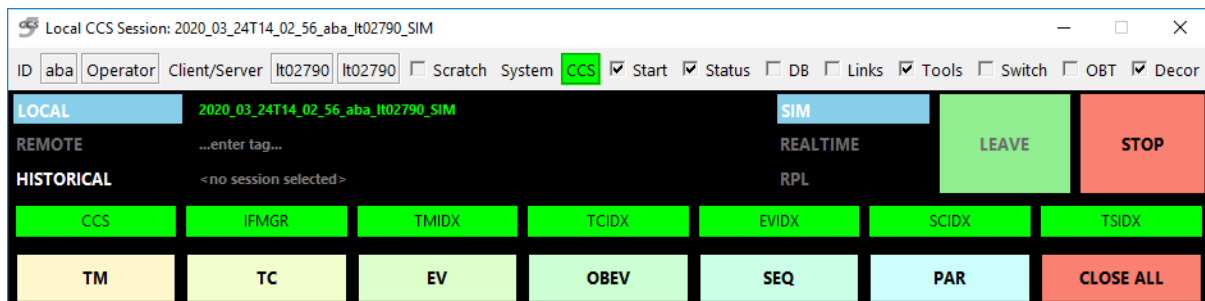 Local CCS Session: 2020_03_24T14_02_56_aba_lt02790_SIM
ID aba Operator Client/Server lt02790 lt02790 Scratch System CCS Start Status DB Links Tools Switch OBT Decor
LOCAL 2020_03_24T14_02_56_aba_lt02790_SIM SIM
REMOTE ...enter tag... REALTIME LEAVE STOP
HISTORICAL <no session selected> RPL
CCS IFMGR TMIDX TCIDX EVIDX SCIDX TSIDX
TM TC EV OBEV SEQ PAR CLOSE ALL